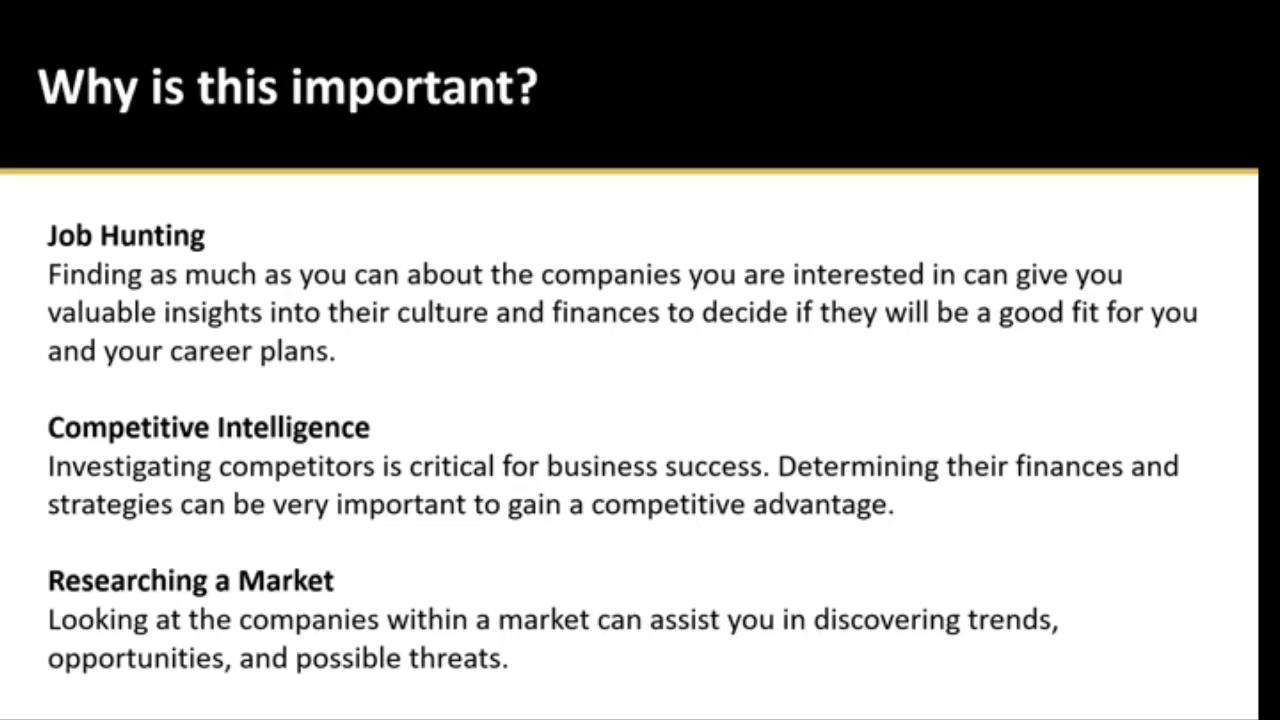 Why is this important?
Job Hunting
Finding as much as you can about the companies you are interested in can give you
valuable insights into their culture and finances to decide if they will be a good fit for you
and your career plans.
Competitive Intelligence
Investigating competitors is critical for business success. Determining their finances and
strategies can be very important to gain a competitive advantage.
Researching a Market
Looking at the companies within a market can assist you in discovering trends,
opportunities, and possible threats.